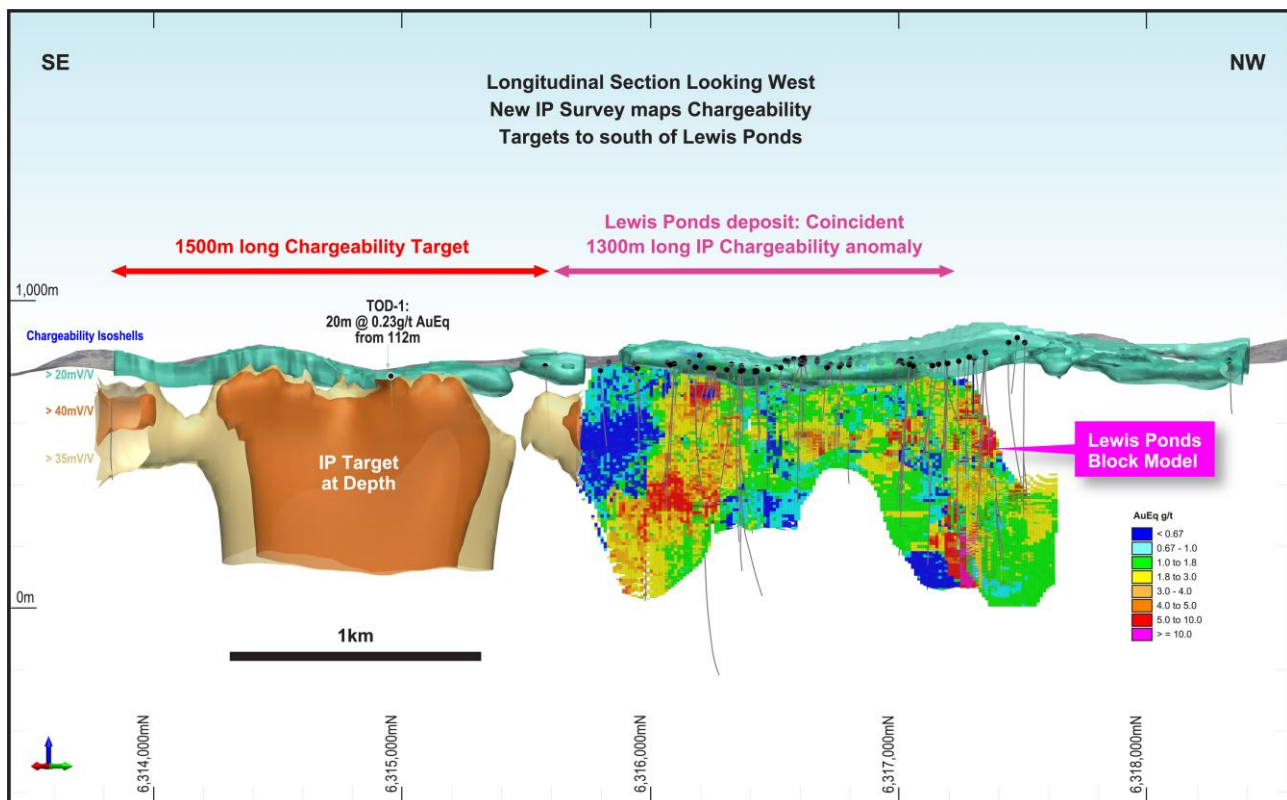 SE
NW
Longitudinal Section Looking West
New IP Survey maps Chargeability
Targets to south of Lewis Ponds
Lewis Ponds deposit: Coincident
1300m long IP Chargeability anomaly
1500m long Chargeability Target
1,000m
TOD-1:
20m @ 0.23g/t AuEq
from 112m
Chargeability Isoshells
> 20mV/V
> 40mV/V
> 35mV/V
IP Target
at Depth
Lewis Ponds
Block Model
AuEq g/t
< 0.67
0.67 - 1.0
1.0 to 1.8
1.8 to 3.0
3.0 - 4.0
4.0 to 5.0
5.0 to 10.0
> = 10.0
0m
1km
6,314,000mN
6,315,000mN
6,316,000mN
6,317,000mN
6,318,000mN